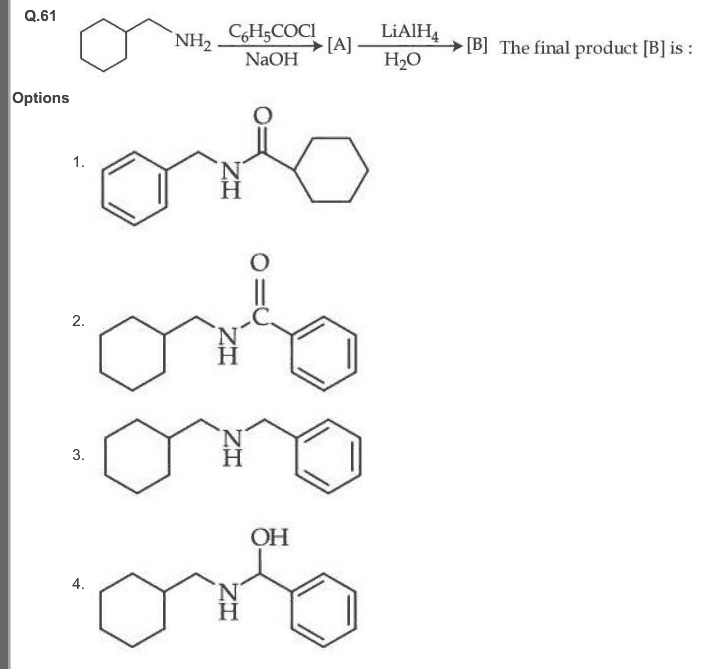 Q.61
NH₂ C₆H₅COCl NaOH [A] LiAlH₄ H₂O [B] The final product [B] is :
Options
1.
O
N
H
2.
O
C
N
H
3.
N
H
4.
OH
N
H